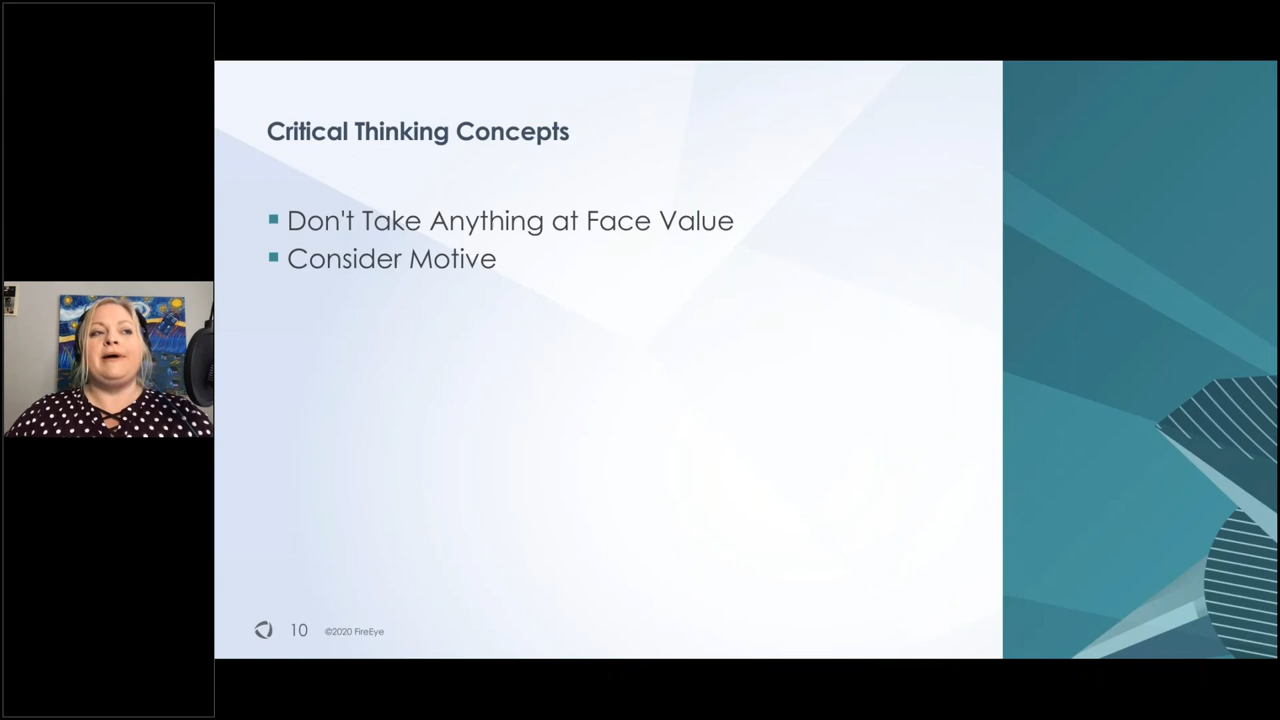 Critical Thinking Concepts
Don't Take Anything at Face Value
Consider Motive
10 ©2020 FireEye